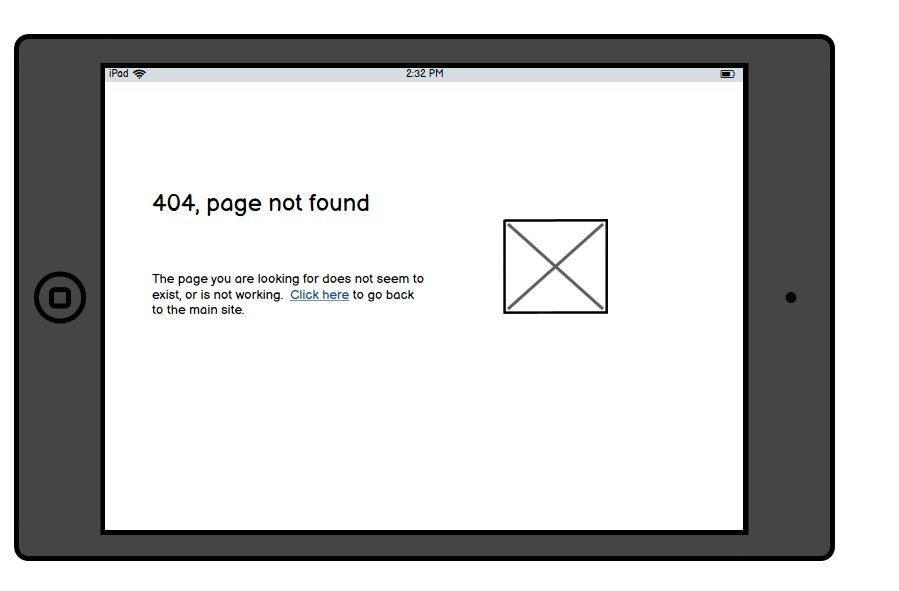 iPad 2:32 PM
404, page not found
The page you are looking for does not seem to
exist, or is not working. Click here to go back
to the main site.